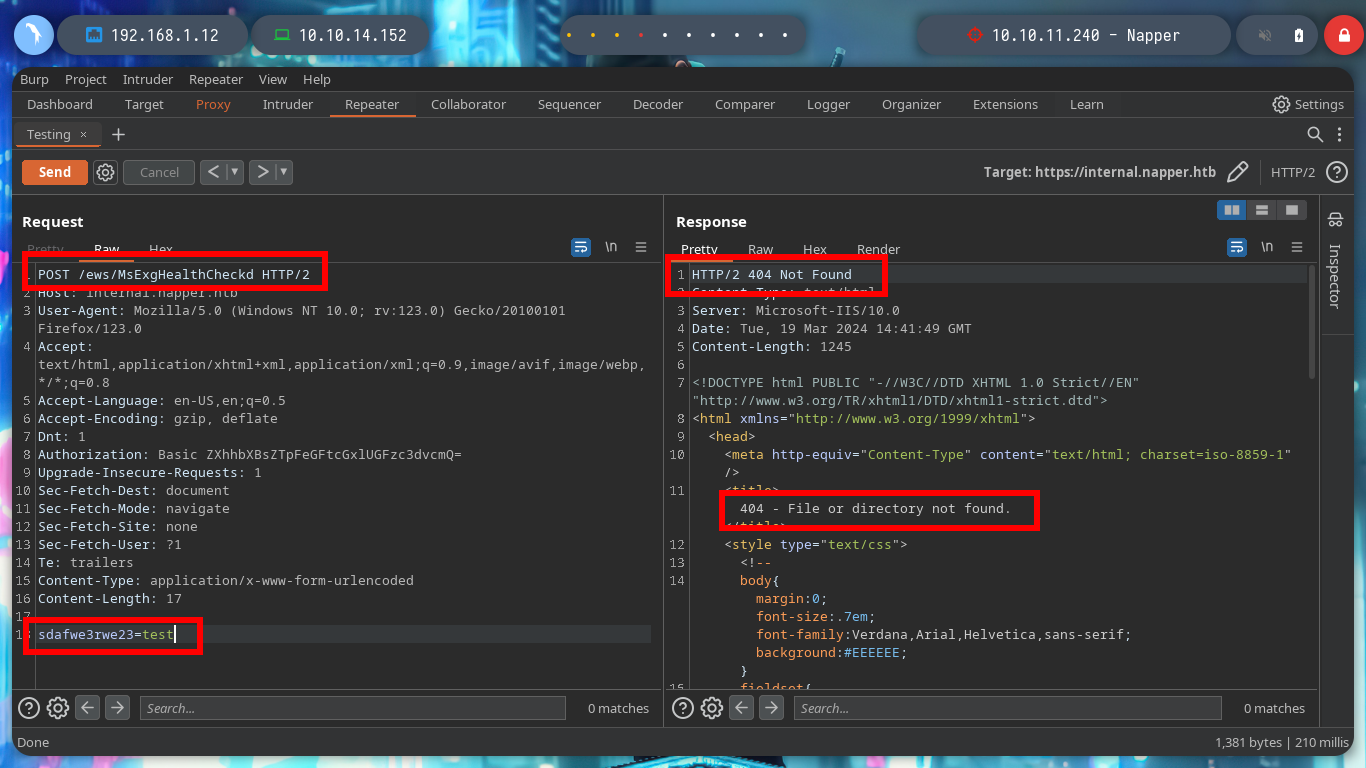 192.168.1.12
10.10.14.152
10.10.11.240 – Napper
Burp Project Intruder Repeater View Help
Dashboard Target Proxy Intruder Repeater Collaborator Sequencer Decoder Comparer Logger Organizer Extensions Learn Settings
Testing ×
Send Cancel Target: https://internal.napper.htb HTTP/2
Request
Pretty Raw Hex \n
1 POST /ews/MsExgHealthCheckd HTTP/2
2 Host: internal.napper.htb
3 User-Agent: Mozilla/5.0 (Windows NT 10.0; rv:123.0) Gecko/20100101
Firefox/123.0
4 Accept:
text/html,application/xhtml+xml,application/xml;q=0.9,image/avif,image/webp,
*/*;q=0.8
5 Accept-Language: en-US,en;q=0.5
6 Accept-Encoding: gzip, deflate
7 Dnt: 1
8 Authorization: Basic ZXhhbXBsZTpFeGFtcGxlUGFzc3dvcmQ=
9 Upgrade-Insecure-Requests: 1
10 Sec-Fetch-Dest: document
11 Sec-Fetch-Mode: navigate
12 Sec-Fetch-Site: none
13 Sec-Fetch-User: ?1
14 Te: trailers
15 Content-Type: application/x-www-form-urlencoded
16 Content-Length: 17
17
18 sdafwe3rwe23=test
Search...
0 matches
Response
Pretty Raw Hex Render \n
1 HTTP/2 404 Not Found
2 Content-Type: text/html
3 Server: Microsoft-IIS/10.0
4 Date: Tue, 19 Mar 2024 14:41:49 GMT
5 Content-Length: 1245
6
7 <!DOCTYPE html PUBLIC "-//W3C//DTD XHTML 1.0 Strict//EN"
"http://www.w3.org/TR/xhtml1/DTD/xhtml1-strict.dtd">
8 <html xmlns="http://www.w3.org/1999/xhtml">
9 <head>
10 <meta http-equiv="Content-Type" content="text/html; charset=iso-8859-1"
/>
11 <title>
404 - File or directory not found.
</title>
12 <style type="text/css">
13 <!--
14 body{
margin:0;
font-size:.7em;
font-family:Verdana,Arial,Helvetica,sans-serif;
background:#EEEEEE;
}
15 fieldset{
Search...
0 matches
Inspector
Done
1,381 bytes | 210 millis